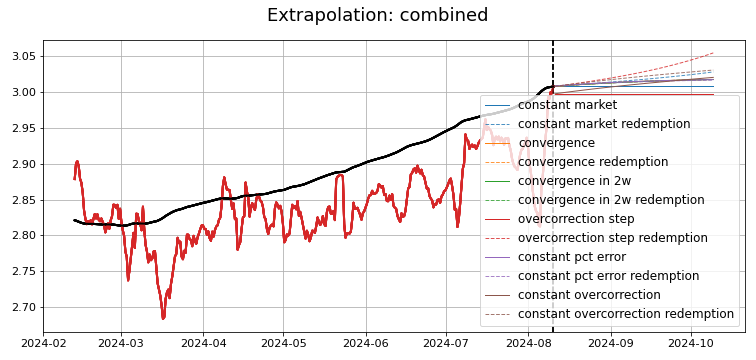 Extrapolation: combined
3.05
3.00
2.95
2.90
2.85
2.80
2.75
2.70
constant market
constant market redemption
convergence
convergence redemption
convergence in 2w
convergence in 2w redemption
overcorrection step
overcorrection step redemption
constant pct error
constant pct error redemption
constant overcorrection
constant overcorrection redemption
2024-02 2024-03 2024-04 2024-05 2024-06 2024-07 2024-08 2024-09 2024-10